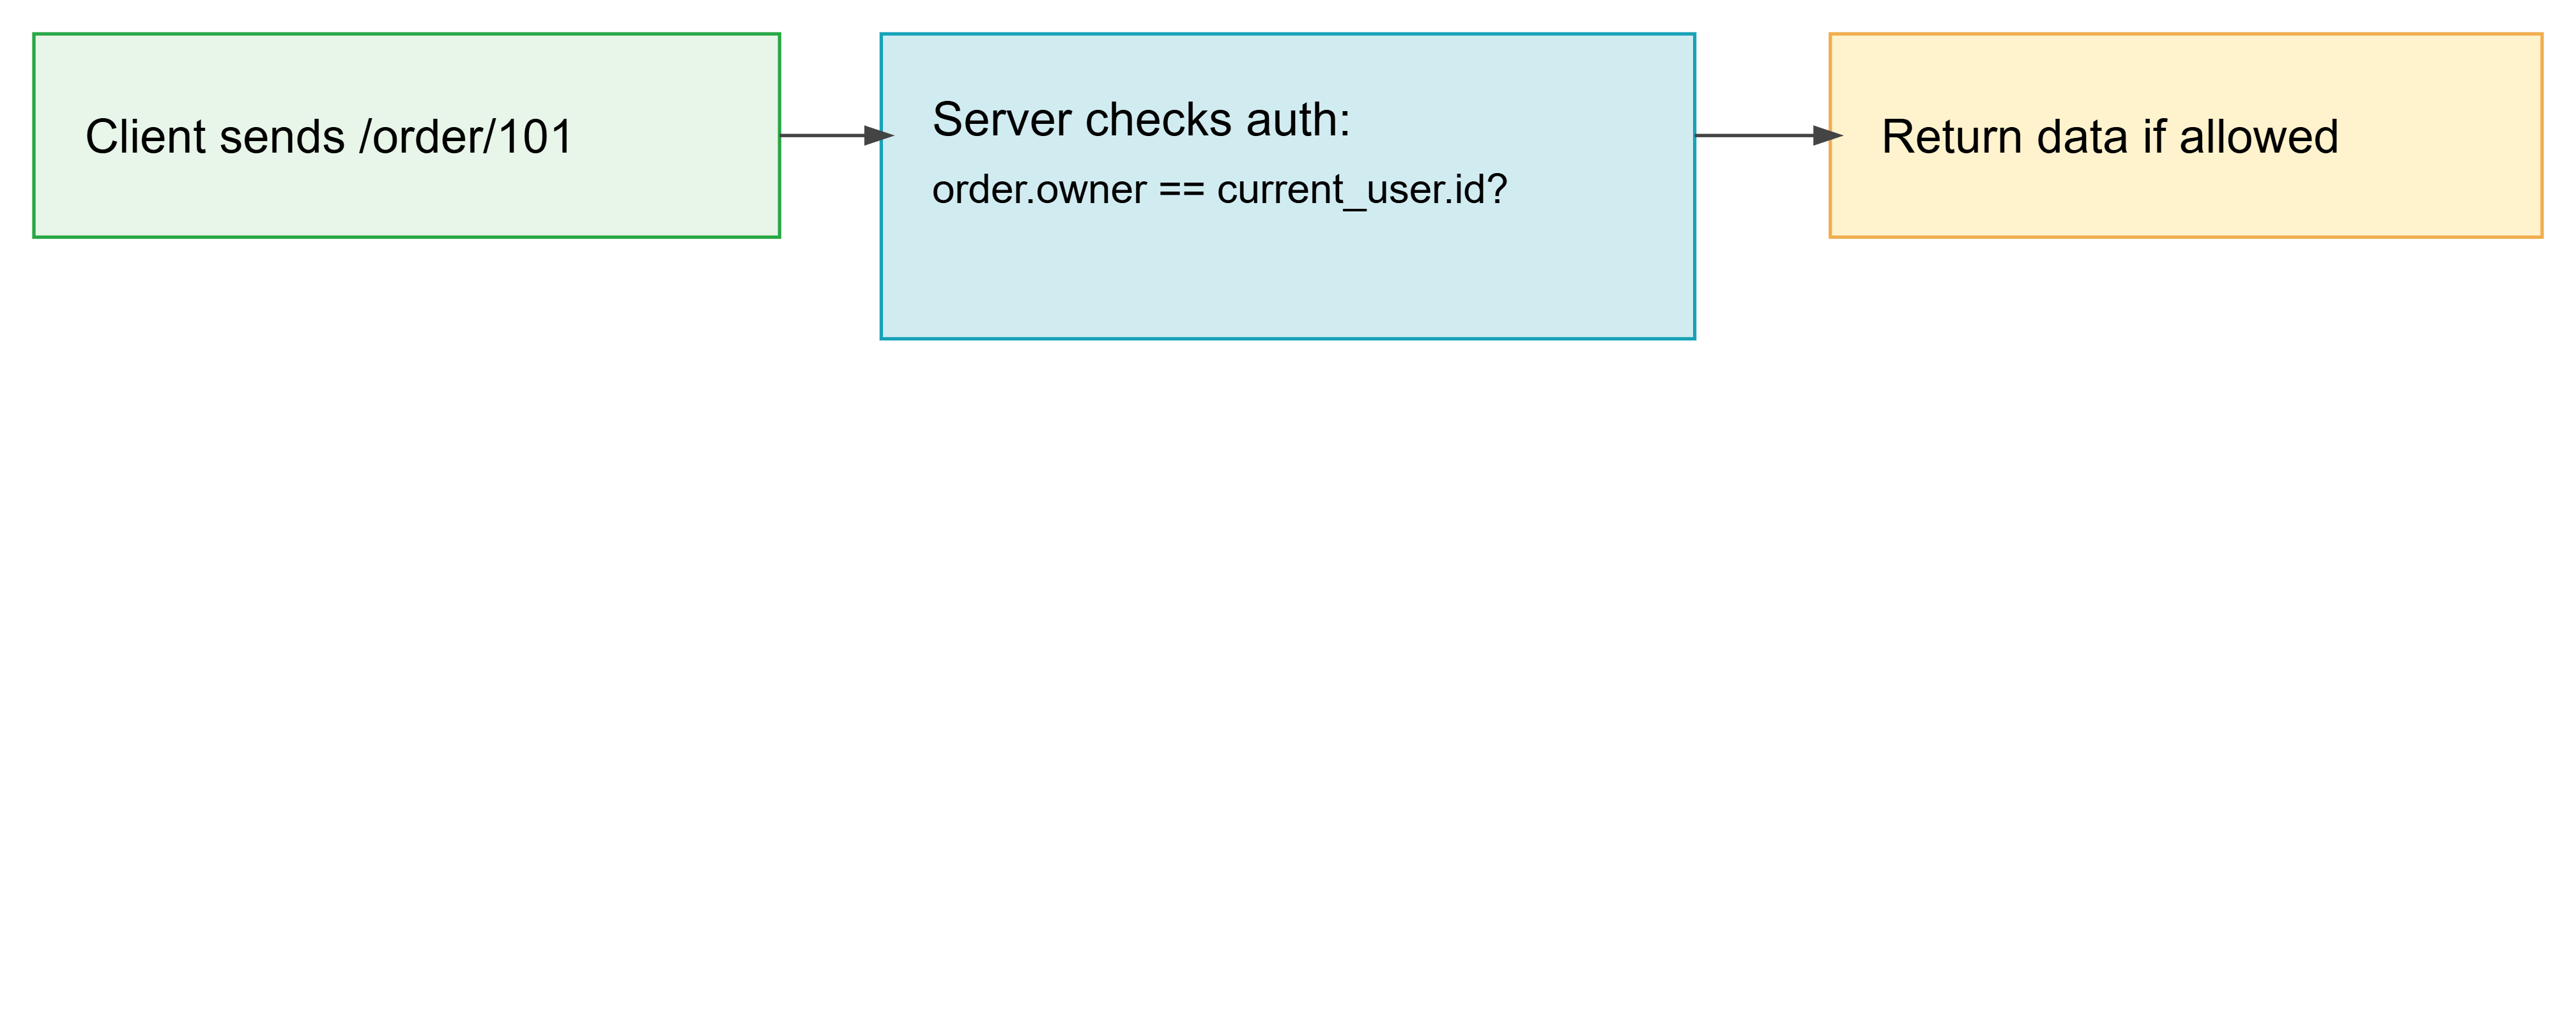 Client sends /order/101
Server checks auth:
order.owner == current_user.id?
Return data if allowed